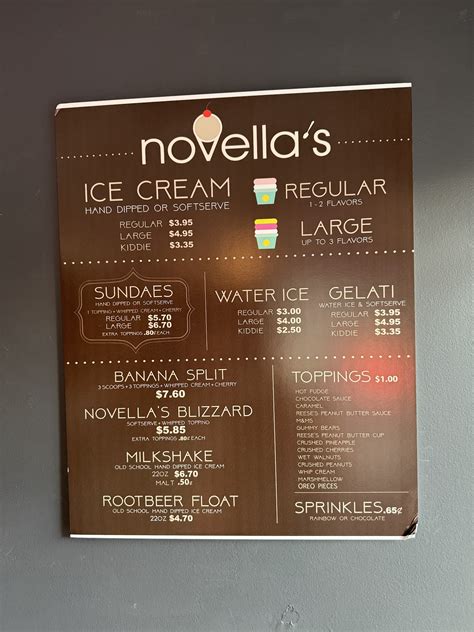 novella's
ICE CREAM
HAND DIPPED OR SOFTSERVE
REGULAR $3.95
LARGE $4.95
KIDDIE $3.35
REGULAR
1-2 FLAVORS
LARGE
UP TO 3 FLAVORS
SUNDAES
HAND DIPPED OR SOFTSERVE
1 TOPPING + WHIPPED CREAM + CHERRY
REGULAR $5.70
LARGE $6.70
EXTRA TOPPINGS .80¢ EACH
WATER ICE
REGULAR $3.00
LARGE $4.00
KIDDIE $2.50
GELATI
WATER ICE & SOFTSERVE
REGULAR $3.95
LARGE $4.95
KIDDIE $3.35
BANANA SPLIT
3 SCOOPS + 3 TOPPINGS + WHIPPED CREAM + CHERRY
$7.60
NOVELLA'S BLIZZARD
SOFTSERVE + WHIPPED TOPPING
$5.85
EXTRA TOPPINGS .80¢ EACH
MILKSHAKE
OLD SCHOOL HAND DIPPED ICE CREAM
22OZ $6.70
MALT .50¢
ROOTBEER FLOAT
OLD SCHOOL HAND DIPPED ICE CREAM
22OZ $4.70
TOPPINGS $1.00
HOT FUDGE
CHOCOLATE SAUCE
CARAMEL
REESE'S PEANUT BUTTER SAUCE
M&MS
GUMMY BEARS
REESE'S PEANUT BUTTER CUP
CRUSHED PINEAPPLE
CRUSHED CHERRIES
WET WALNUTS
CRUSHED PEANUTS
WHIP CREAM
MARSHMELLOW
OREO PIECES
SPRINKLES .65¢
RAINBOW OR CHOCOLATE